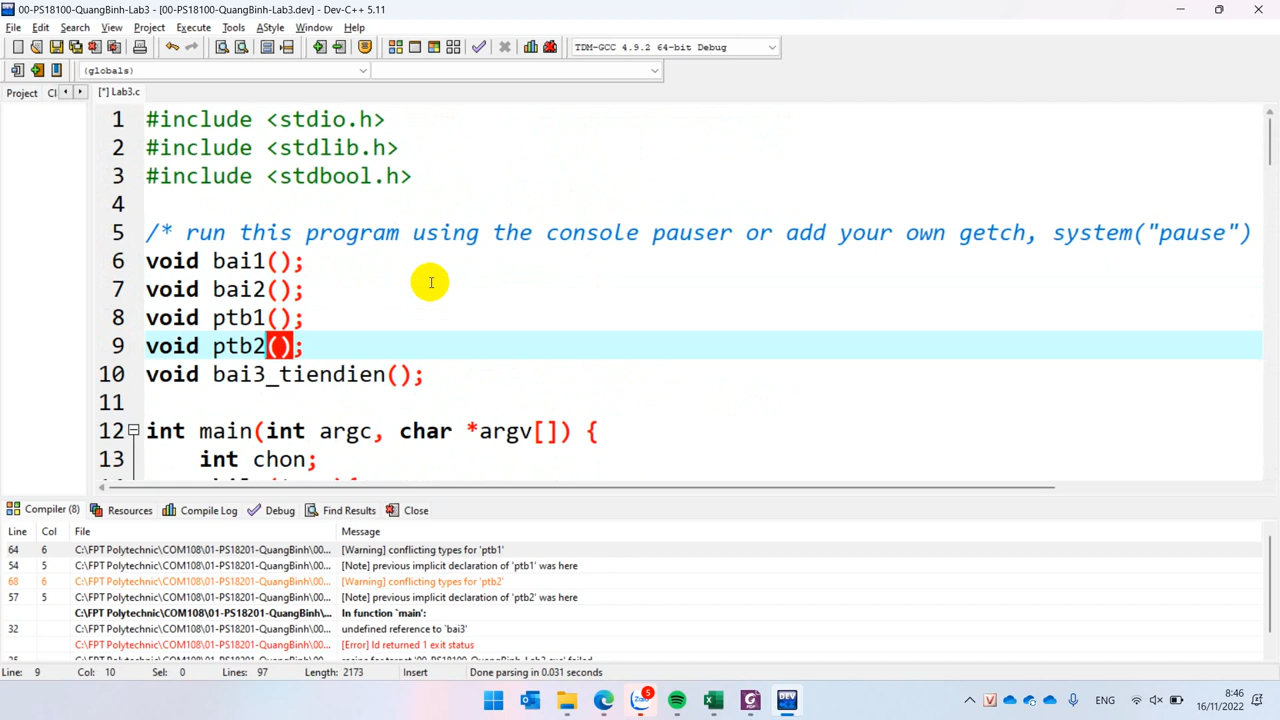 00-PS18100-QuangBinh-Lab3 - [00-PS18100-QuangBinh-Lab3.dev] - Dev-C++ 5.11
File Edit Search View Project Execute Tools AStyle Window Help
TDM-GCC 4.9.2 64-bit Debug
(globals)
Project Cl [*] Lab3.c
1 #include <stdio.h>
2 #include <stdlib.h>
3 #include <stdbool.h>
4
5 /* run this program using the console pauser or add your own getch, system("pause")
6 void bai1();
7 void bai2();
8 void ptb1();
9 void ptb2();
10 void bai3_tiendien();
11
12 int main(int argc, char *argv[]) {
13 int chon;
Compiler (8) Resources Compile Log Debug Find Results Close
Line Col File Message
64 6 C:\FPT Polytechnic\COM108\01-PS18201-QuangBinh\00... [Warning] conflicting types for 'ptb1'
54 5 C:\FPT Polytechnic\COM108\01-PS18201-QuangBinh\00... [Note] previous implicit declaration of 'ptb1' was here
68 6 C:\FPT Polytechnic\COM108\01-PS18201-QuangBinh\00... [Warning] conflicting types for 'ptb2'
57 5 C:\FPT Polytechnic\COM108\01-PS18201-QuangBinh\00... [Note] previous implicit declaration of 'ptb2' was here
C:\FPT Polytechnic\COM108\01-PS18201-QuangBinh\... In function `main':
32 C:\FPT Polytechnic\COM108\01-PS18201-QuangBinh\00... undefined reference to `bai3'
C:\FPT Polytechnic\COM108\01-PS18201-QuangBinh\00... [Error] ld returned 1 exit status
Line: 9 Col: 10 Sel: 0 Lines: 97 Length: 2173 Insert Done parsing in 0.031 seconds
5 Zalo DEV ENG 8:46
16/11/2022